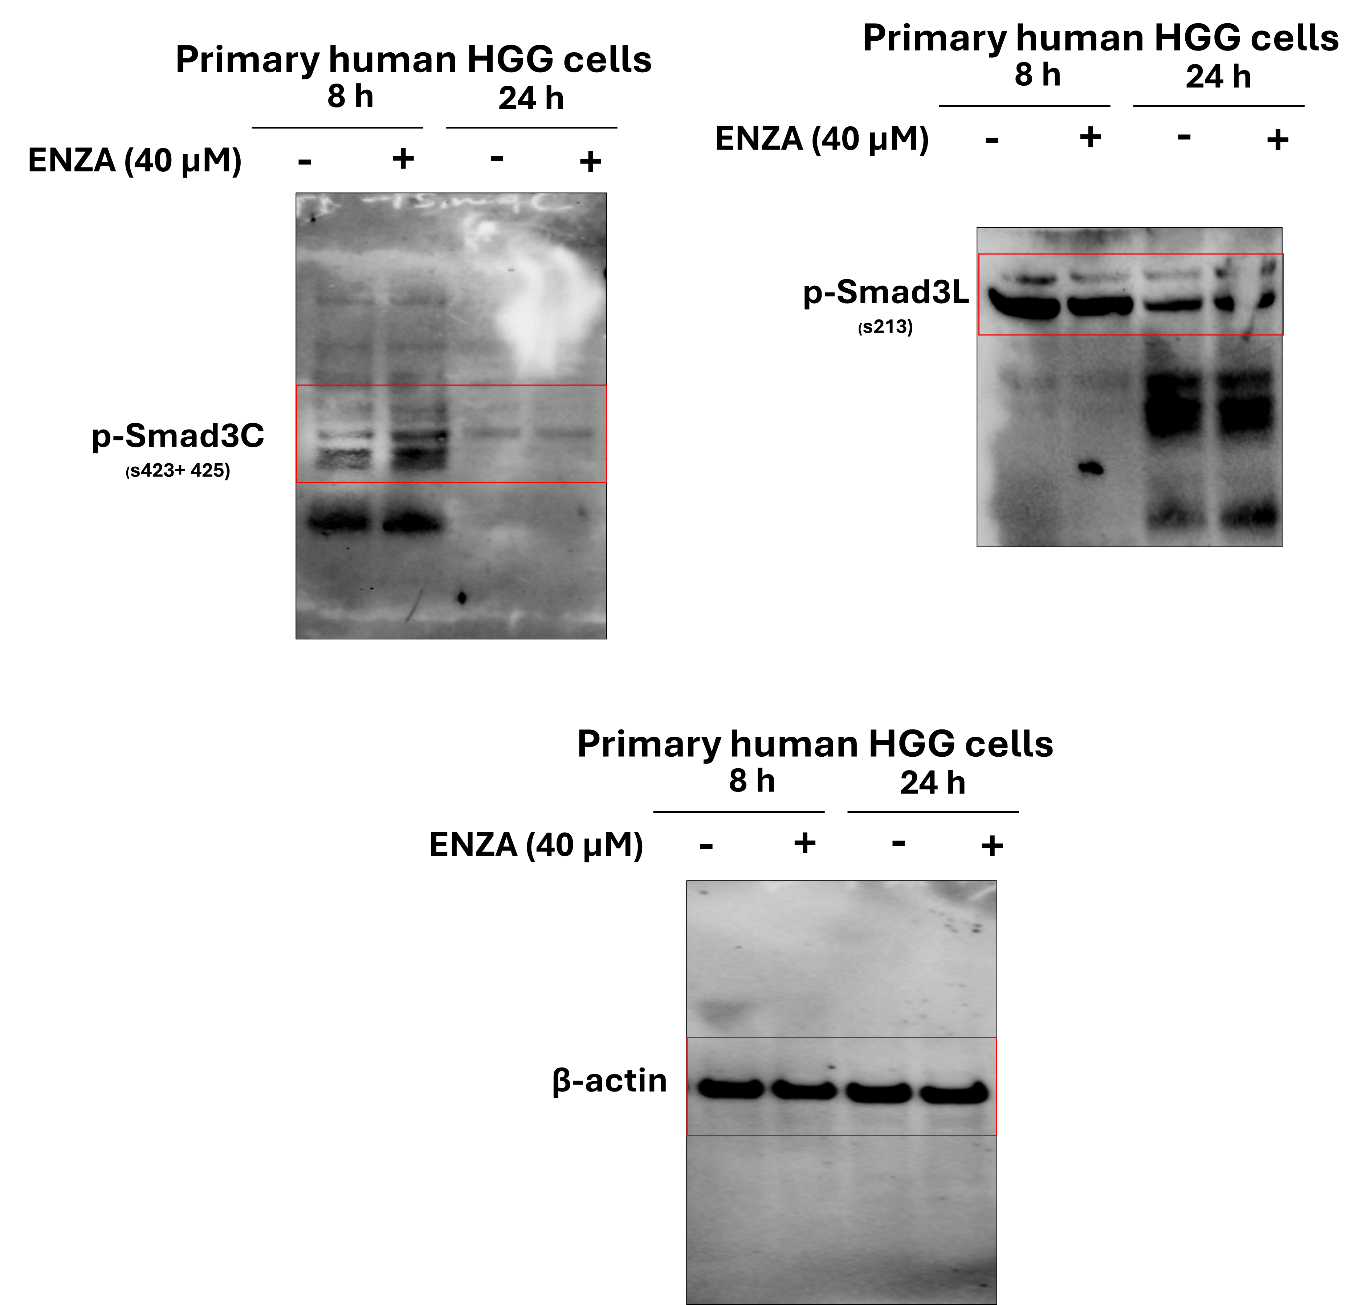 Primary human HGG cells
8 h 24 h
ENZA (40 µM) - + - +
p-Smad3C
(s423+ 425)
Primary human HGG cells
8 h 24 h
ENZA (40 µM) - + - +
p-Smad3L
(s213)
Primary human HGG cells
8 h 24 h
ENZA (40 µM) - + - +
β-actin